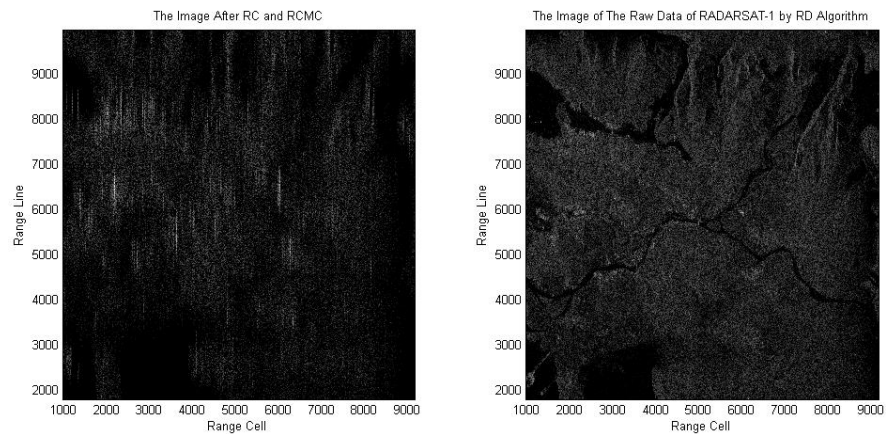 The Image After RC and RCMC
9000
8000
7000
6000
5000
4000
3000
2000
Range Line
1000 2000 3000 4000 5000 6000 7000 8000 9000
Range Cell
The Image of The Raw Data of RADARSAT-1 by RD Algorithm
9000
8000
7000
6000
5000
4000
3000
2000
Range Line
1000 2000 3000 4000 5000 6000 7000 8000 9000
Range Cell